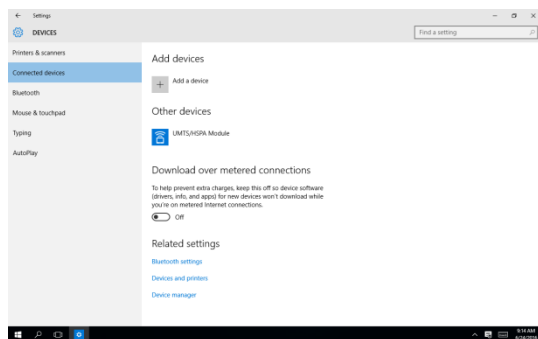 Settings
DEVICES
Find a setting
Printers & scanners
Connected devices
Bluetooth
Mouse & touchpad
Typing
AutoPlay
Add devices
Add a device
Other devices
UMTS/HSPA Module
Download over metered connections
To help prevent extra charges, keep this off so device software
(drivers, info, and apps) for new devices won't download while
you're on metered Internet connections.
Off
Related settings
Bluetooth settings
Devices and printers
Device manager
9:14 AM